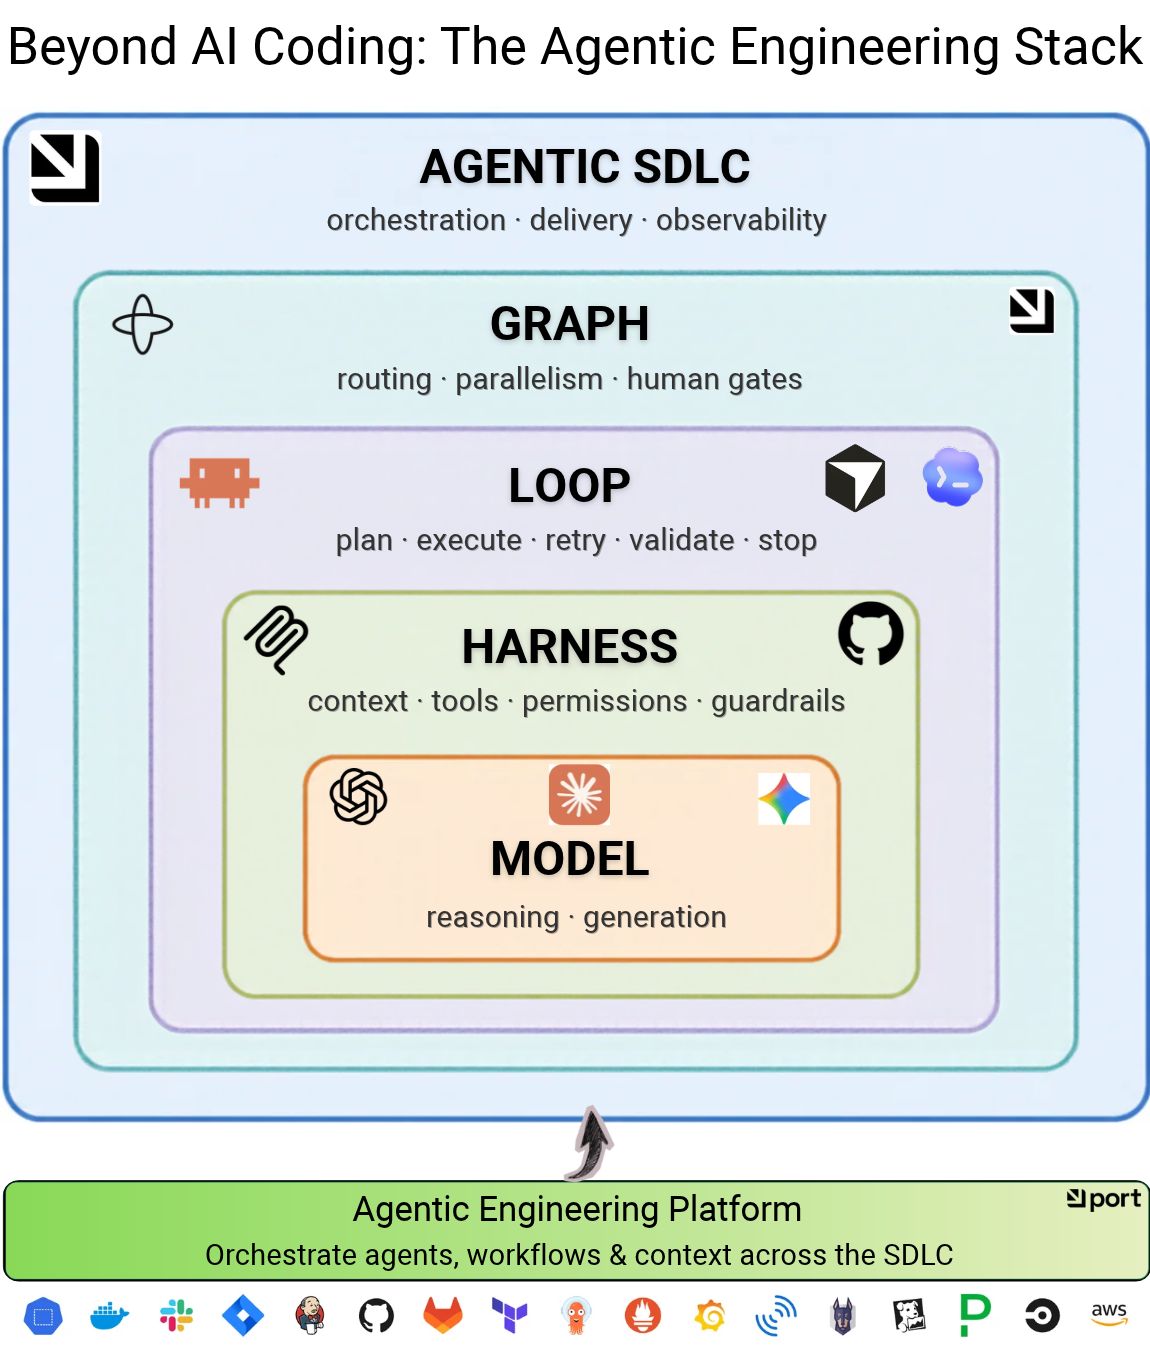 Beyond AI Coding: The Agentic Engineering Stack
AGENTIC SDLC
orchestration · delivery · observability
GRAPH
routing · parallelism · human gates
LOOP
plan · execute · retry · validate · stop
HARNESS
context · tools · permissions · guardrails
MODEL
reasoning · generation
Agentic Engineering Platform
port
Orchestrate agents, workflows & context across the SDLC
aws